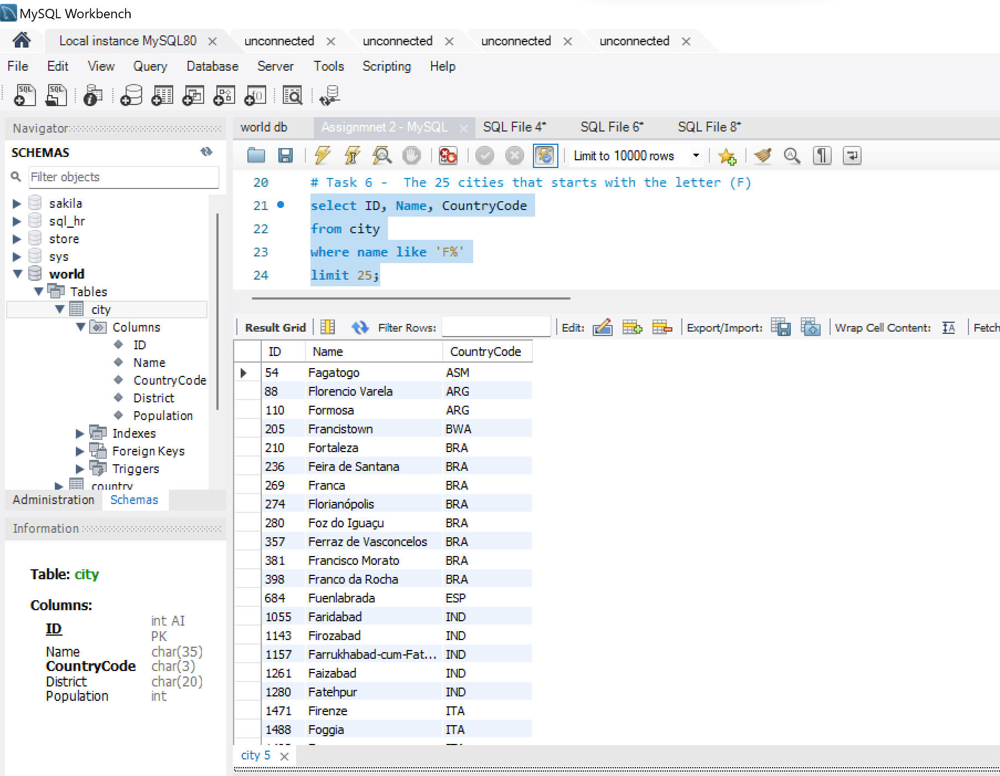 MySQL Workbench
Local instance MySQL80 unconnected unconnected unconnected unconnected
File Edit View Query Database Server Tools Scripting Help
SQL SQL
Navigator
SCHEMAS
Filter objects
sakila
sql_hr
store
sys
world
Tables
city
Columns
ID
Name
CountryCode
District
Population
Indexes
Foreign Keys
Triggers
country
Administration Schemas
Information
Table: city
Columns:
ID int AI
PK
Name char(35)
CountryCode char(3)
District char(20)
Population int
world db Assignmnet 2 - MySQL SQL File 4* SQL File 6* SQL File 8*
Limit to 10000 rows
20 # Task 6 -  The 25 cities that starts with the letter (F)
21 select ID, Name, CountryCode
22 from city
23 where name like 'F%'
24 limit 25;
Result Grid Filter Rows: Edit: Export/Import: Wrap Cell Content: Fetch
ID Name CountryCode
54 Fagatogo ASM
88 Florencio Varela ARG
110 Formosa ARG
205 Francistown BWA
210 Fortaleza BRA
236 Feira de Santana BRA
269 Franca BRA
274 Florianópolis BRA
280 Foz do Iguaçu BRA
357 Ferraz de Vasconcelos BRA
381 Francisco Morato BRA
398 Franco da Rocha BRA
684 Fuenlabrada ESP
1055 Faridabad IND
1143 Firozabad IND
1157 Farrukhabad-cum-Fat... IND
1261 Faizabad IND
1280 Fatehpur IND
1471 Firenze ITA
1488 Foggia ITA
city 5